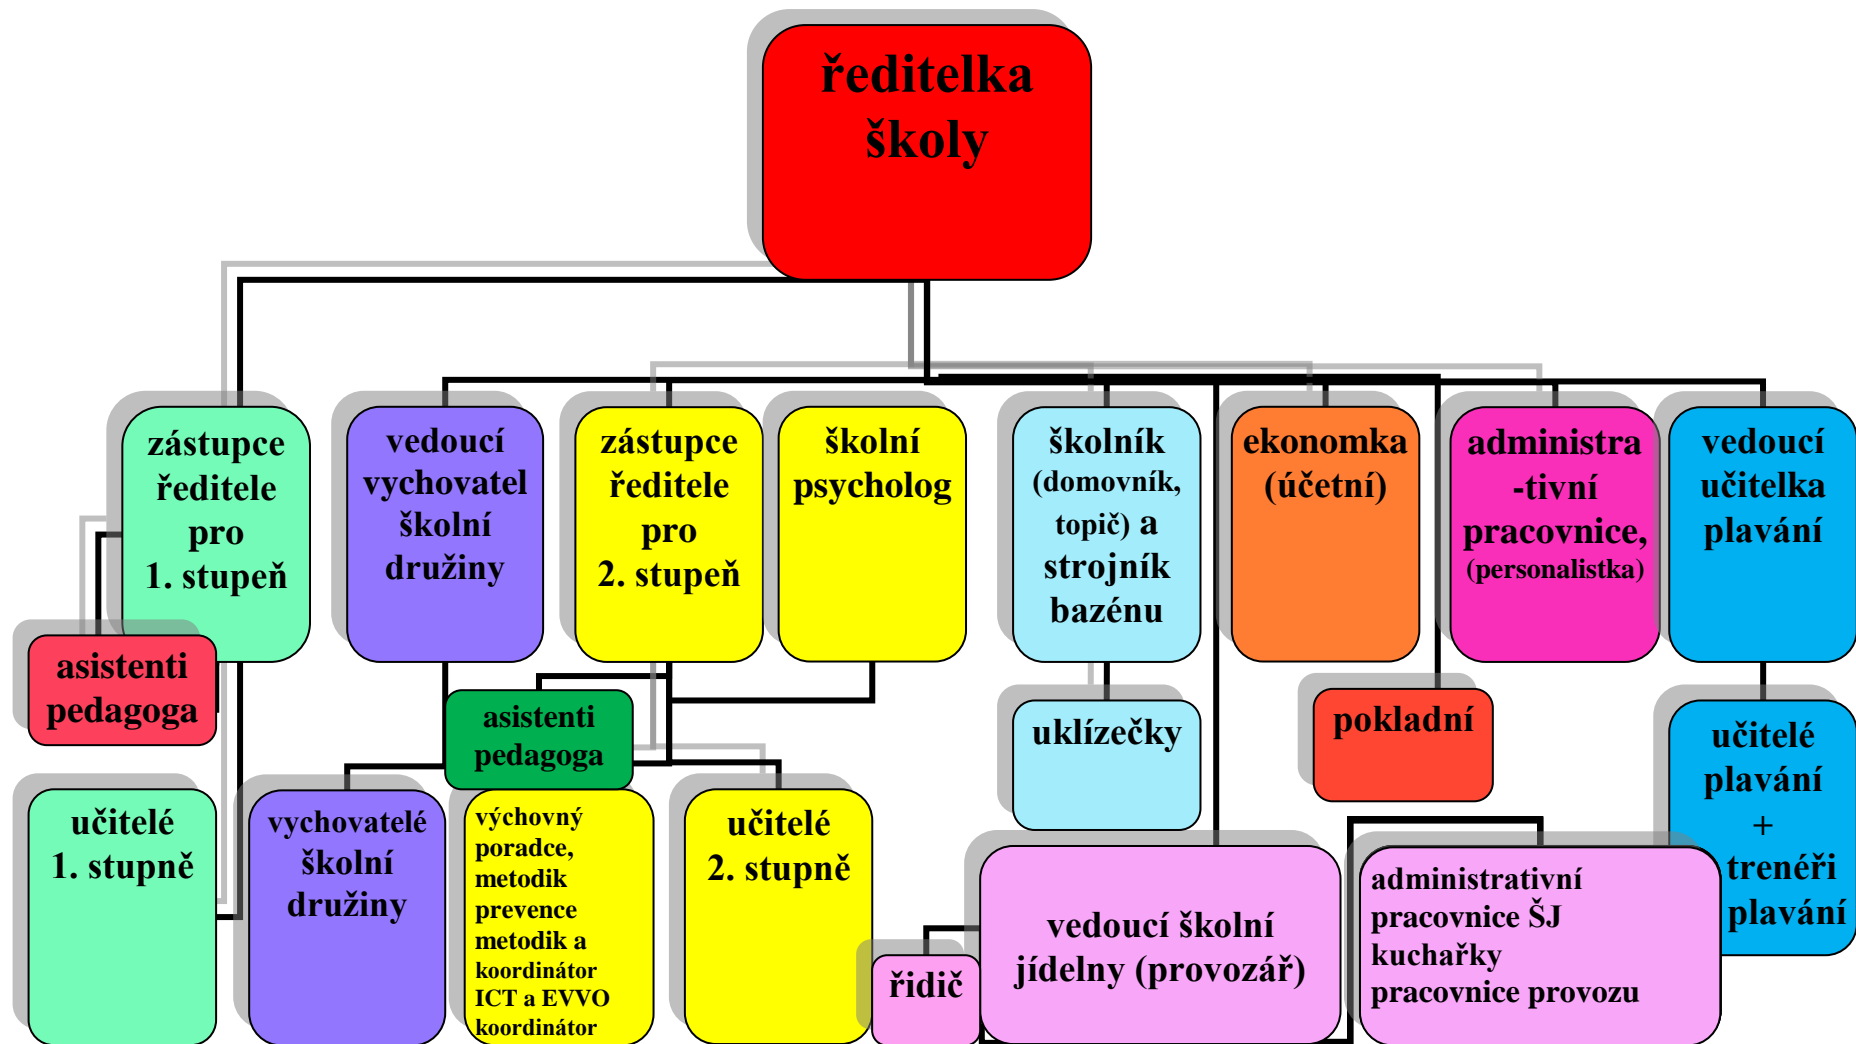 ředitelka
školy
zástupce
ředitele
pro
1. stupeň
vedoucí
vychovatel
školní
družiny
zástupce
ředitele
pro
2. stupeň
školní
psycholog
školník
(domovník,
topič) a
strojník
bazénu
ekonomka
(účetní)
administra
-tivní
pracovnice,
(personalistka)
vedoucí
učitelka
plavání
asistenti
pedagoga
asistenti
pedagoga
uklízečky
pokladní
učitelé
plavání
+
trenéři
plavání
učitelé
1. stupně
vychovatelé
školní
družiny
výchovný
poradce,
metodik
prevence
metodik a
koordinátor
ICT a EVVO
koordinátor
učitelé
2. stupně
řidič
vedoucí školní
jídelny (provozář)
administrativní
pracovnice ŠJ
kuchařky
pracovnice provozu